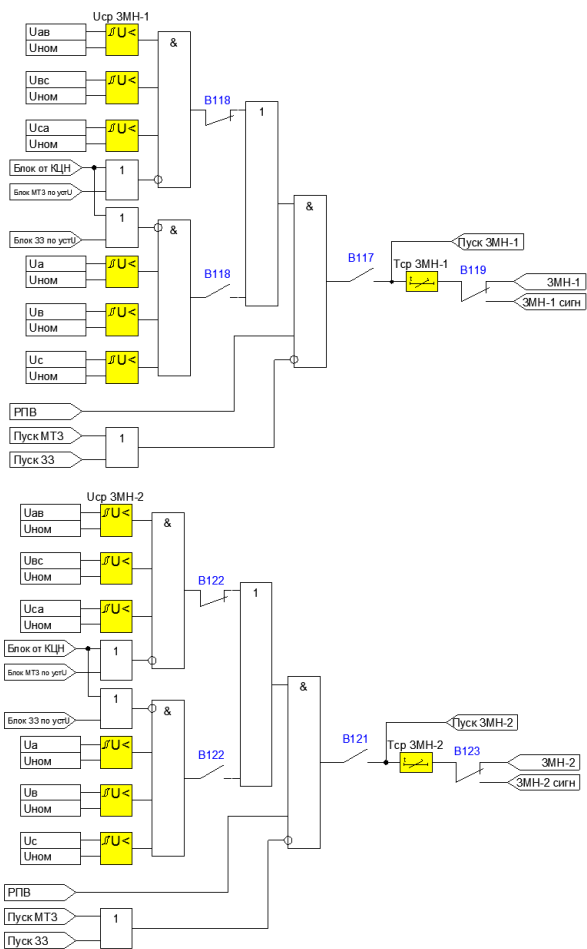 Uср ЗМН-1
Uав
Uном
U<
&
Uвс
Uном
U<
B118
1
Uса
Uном
U<
Блок от КЦН
1
Блок МТЗ по устU
1
&
&
Блок ЗЗ по устU
Пуск ЗМН-1
Uа
Uном
U<
B118
B117
Тср ЗМН-1
B119
ЗМН-1
Uв
Uном
U<
ЗМН-1 сигн
Uс
Uном
U<
РПВ
Пуск МТЗ
1
Пуск ЗЗ
Uср ЗМН-2
Uав
Uном
U<
&
Uвс
Uном
U<
B122
1
Uса
Uном
U<
Блок от КЦН
1
Блок МТЗ по устU
1
&
&
Блок ЗЗ по устU
Пуск ЗМН-2
Uа
Uном
U<
B122
B121
Тср ЗМН-2
B123
ЗМН-2
Uв
Uном
U<
ЗМН-2 сигн
Uс
Uном
U<
РПВ
Пуск МТЗ
1
Пуск ЗЗ